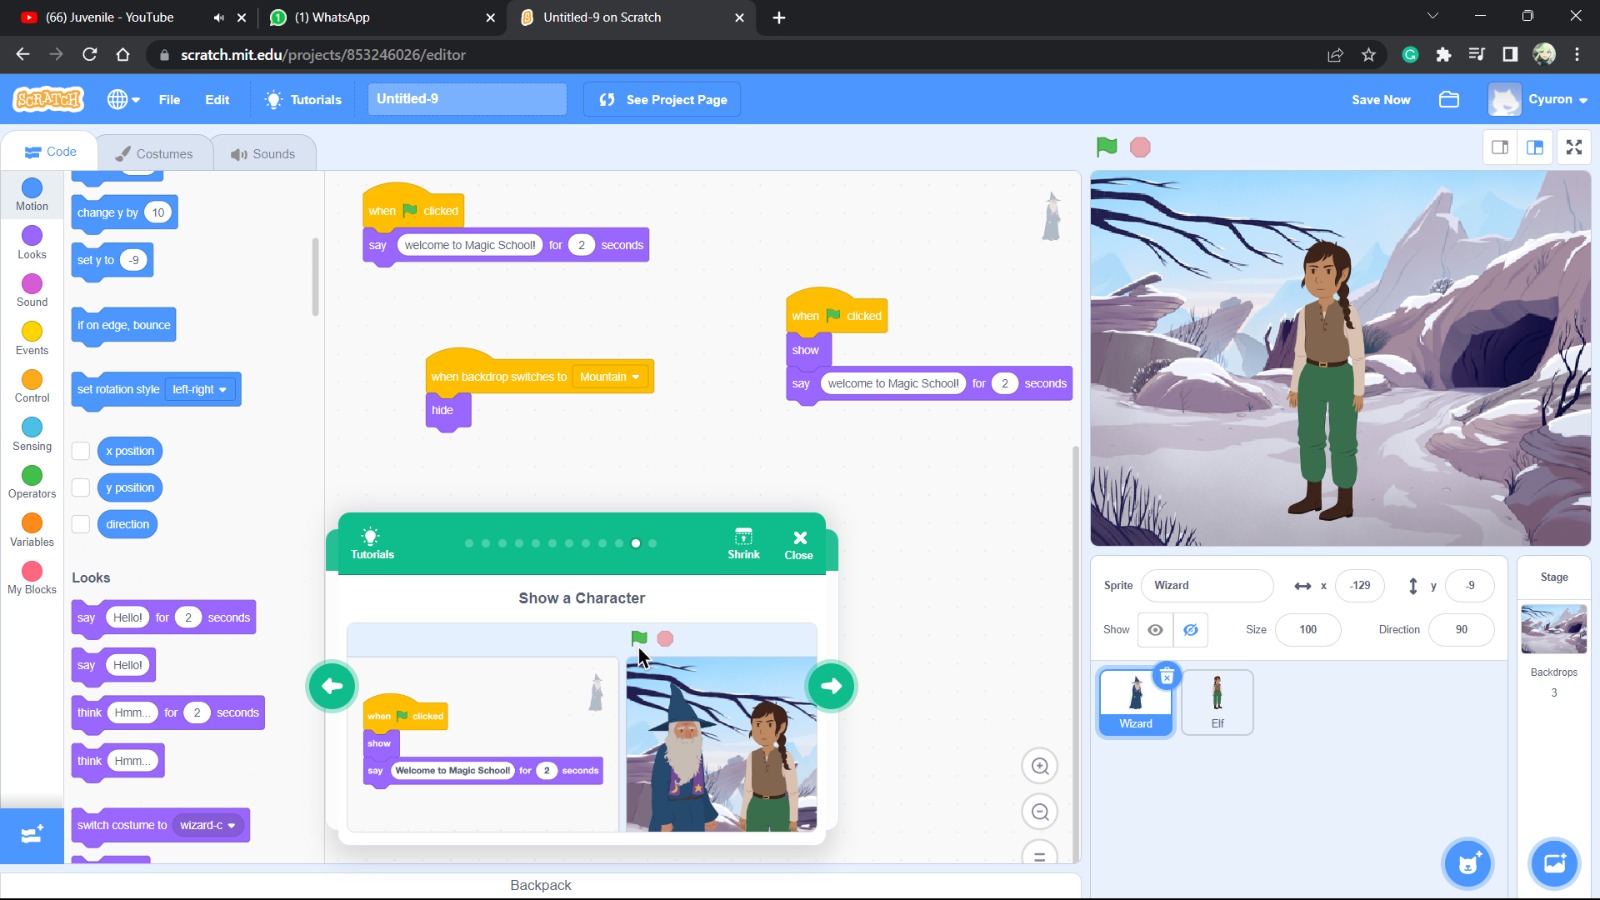 (66) Juvenile - YouTube
(1) WhatsApp
Untitled-9 on Scratch
scratch.mit.edu/projects/853246026/editor
SCRATCH
File
Edit
Tutorials
Untitled-9
See Project Page
Save Now
Cyuron
Code
Costumes
Sounds
Motion
Looks
Sound
Events
Control
Sensing
Operators
Variables
My Blocks
change y by 10
set y to -9
if on edge, bounce
set rotation style left-right
x position
y position
direction
Looks
say Hello! for 2 seconds
say Hello!
think Hmm... for 2 seconds
think Hmm...
switch costume to wizard-c
when clicked
say welcome to Magic School! for 2 seconds
when backdrop switches to Mountain
hide
when clicked
show
say welcome to Magic School! for 2 seconds
Tutorials
Shrink
Close
Show a Character
when clicked
show
say Welcome to Magic School! for 2 seconds
Backpack
Sprite Wizard x -129 y -9
Show Size 100 Direction 90
Wizard
Elf
Stage
Backdrops
3